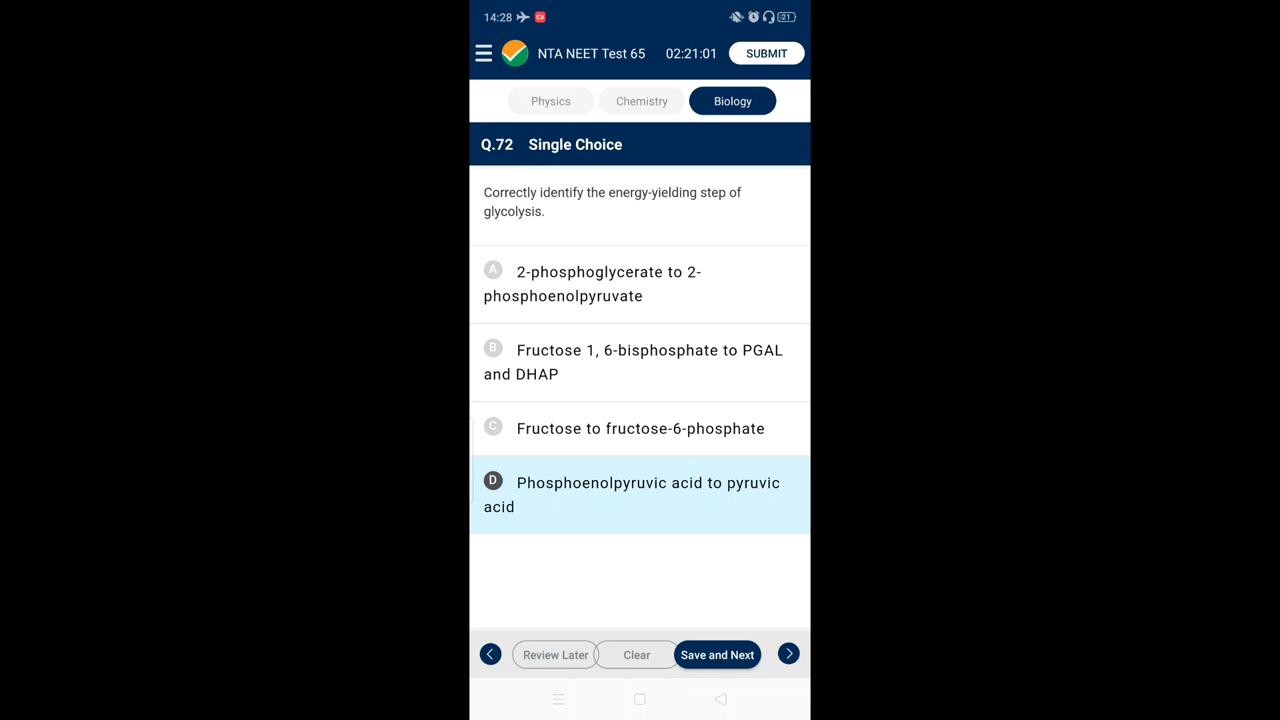 14:28 21
NTA NEET Test 65 02:21:01 SUBMIT
Physics Chemistry Biology
Q.72 Single Choice
Correctly identify the energy-yielding step of
glycolysis.
A 2-phosphoglycerate to 2-
phosphoenolpyruvate
B Fructose 1, 6-bisphosphate to PGAL
and DHAP
C Fructose to fructose-6-phosphate
D Phosphoenolpyruvic acid to pyruvic
acid
Review Later Clear Save and Next